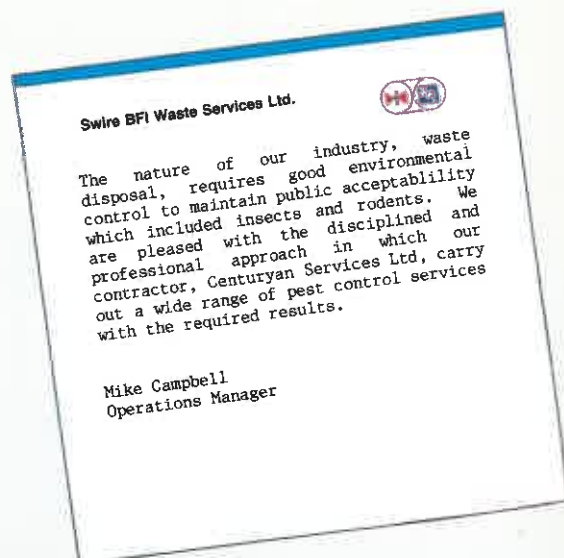 Swire BFI Waste Services Ltd.
The nature of our industry, waste
disposal, requires good environmental
control to maintain public acceptablility
which included insects and rodents. We
are pleased with the disciplined and
professional approach in which our
contractor, Centuryan Services Ltd, carry
out a wide range of pest control services
with the required results.
Mike Campbell
Operations Manager